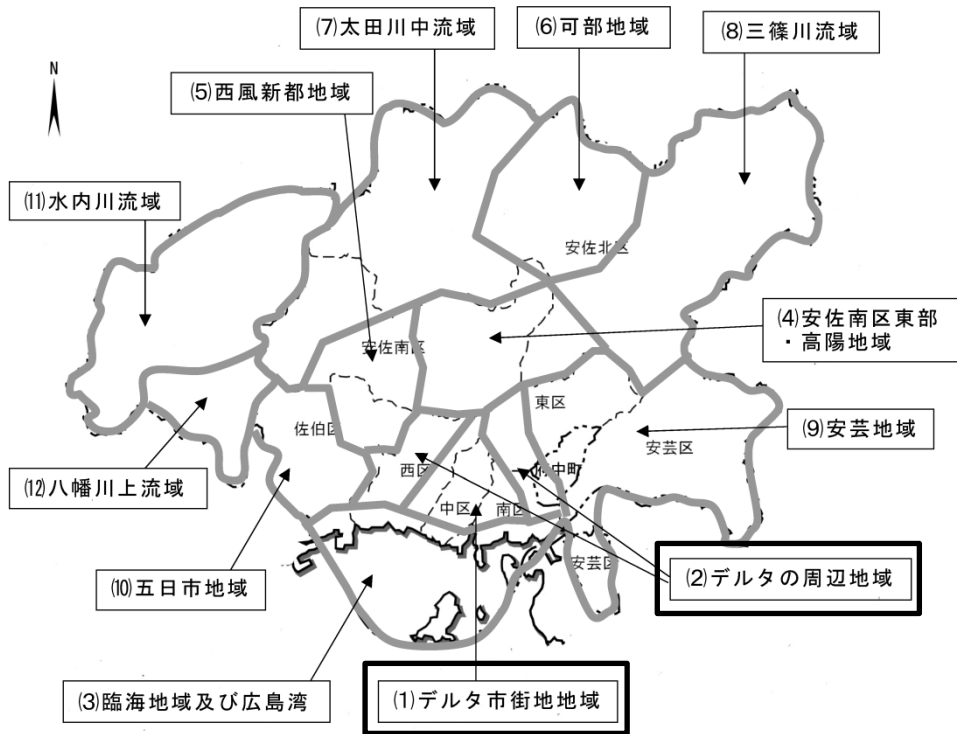 ⑺太田川中流域
⑹可部地域
⑻三篠川流域
N
⑸西風新都地域
⑾水内川流域
安佐北区
⑷安佐南区東部
・高陽地域
安佐南区
東区
佐伯区
⑼安芸地域
安芸区
西区
府中町
⑿八幡川上流域
中区
南区
安芸区
⑵デルタの周辺地域
⑽五日市地域
⑶臨海地域及び広島湾
⑴デルタ市街地地域